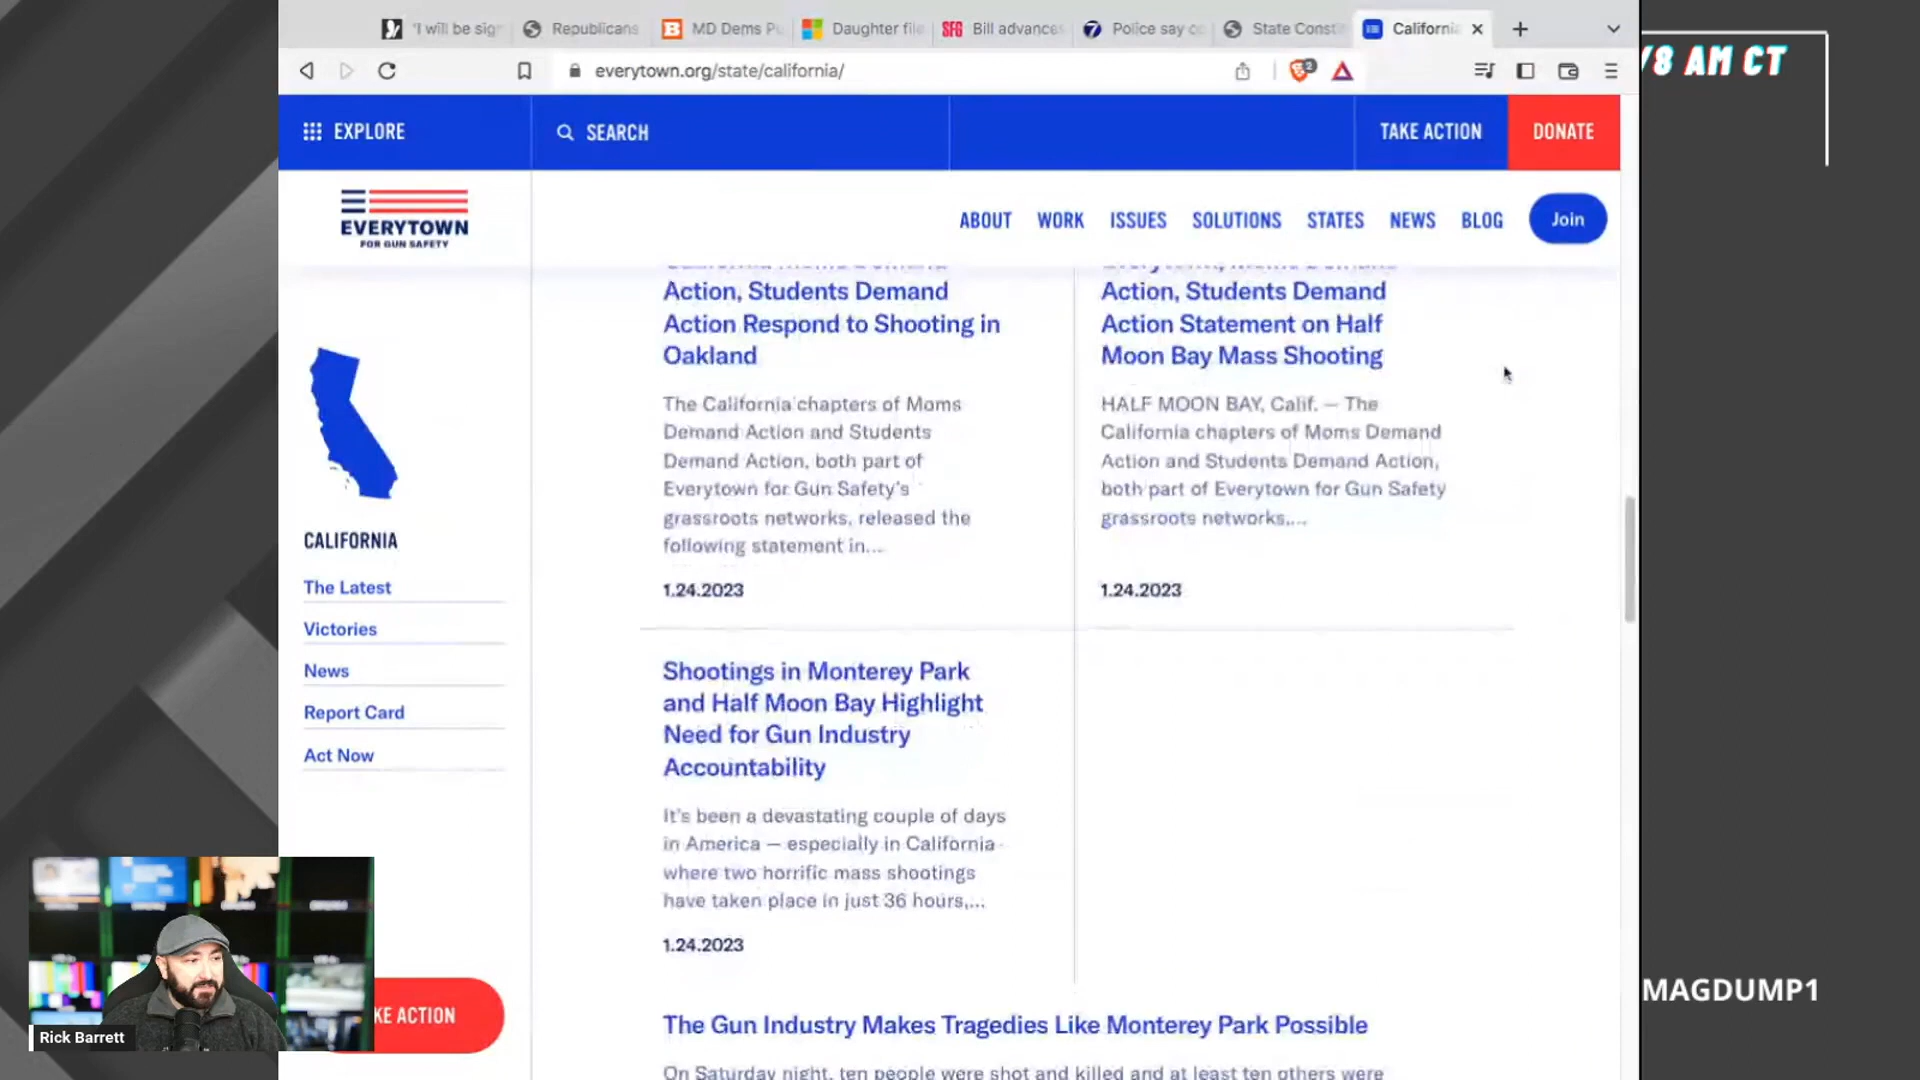 'I will be sig
Republicans
MD Dems Pu
Daughter file
SFG
Bill advance
7
Police say co
State Consti
California
everytown.org/state/california/
2
/8 AM CT
EXPLORE
SEARCH
TAKE ACTION
DONATE
EVERYTOWN
FOR GUN SAFETY
ABOUT
WORK
ISSUES
SOLUTIONS
STATES
NEWS
BLOG
Join
Action, Students Demand
Action Respond to Shooting in
Oakland
The California chapters of Moms
Demand Action and Students
Demand Action, both part of
Everytown for Gun Safety's
grassroots networks, released the
following statement in...
1.24.2023
Action, Students Demand
Action Statement on Half
Moon Bay Mass Shooting
HALF MOON BAY, Calif. — The
California chapters of Moms Demand
Action and Students Demand Action,
both part of Everytown for Gun Safety
grassroots networks,...
1.24.2023
CALIFORNIA
The Latest
Victories
News
Report Card
Act Now
Shootings in Monterey Park
and Half Moon Bay Highlight
Need for Gun Industry
Accountability
It's been a devastating couple of days
in America — especially in California
where two horrific mass shootings
have taken place in just 36 hours,...
1.24.2023
The Gun Industry Makes Tragedies Like Monterey Park Possible
On Saturday night, ten people were shot and killed and at least ten others were
KE ACTION
Rick Barrett
MAGDUMP1